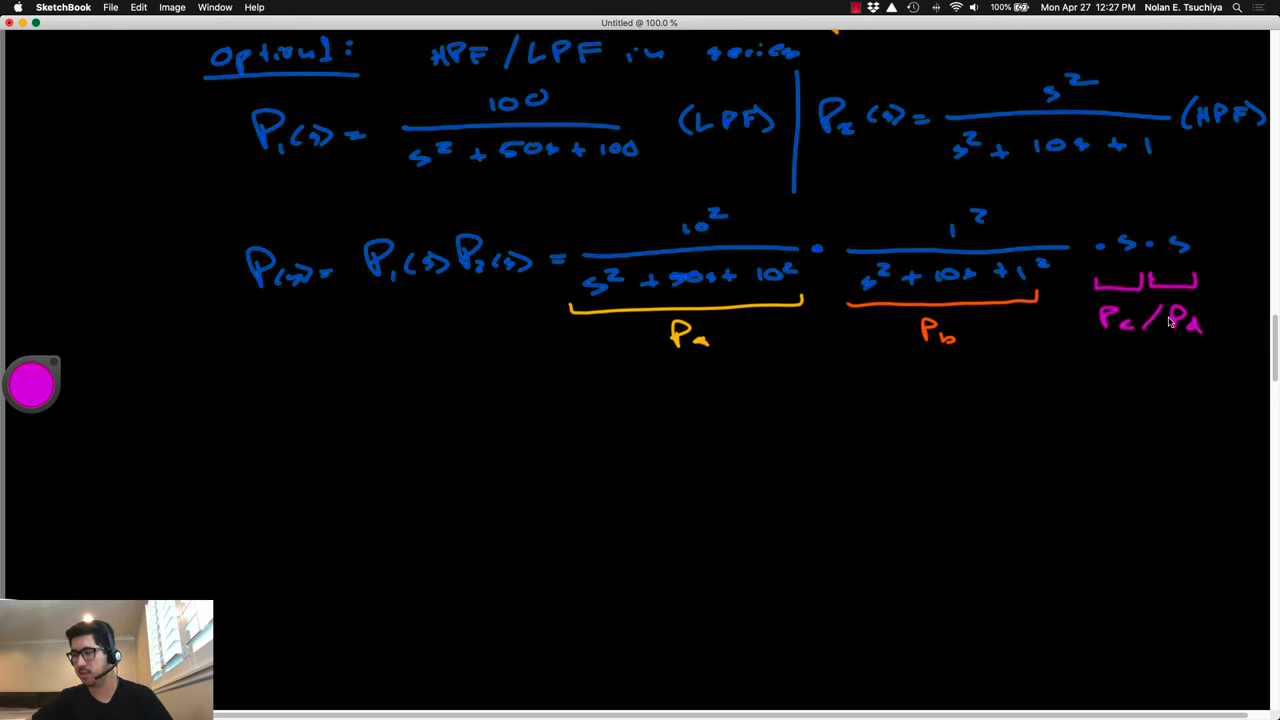 SketchBook File Edit Image Window Help 100% Mon Apr 27 12:27 PM Nolan E. Tsuchiya
Untitled @ 100.0 %
Option 1: HPF/LPF in series
P₁(s) = 100 / (s² + 50s + 100) (LPF) | P₂(s) = s² / (s² + 10s + 1) (HPF)
P(s) = P₁(s) P₂(s) = 10² / (s² + 50s + 10²) · 1² / (s² + 10s + 1²) · s · s
Pa Pb Pc / Pd